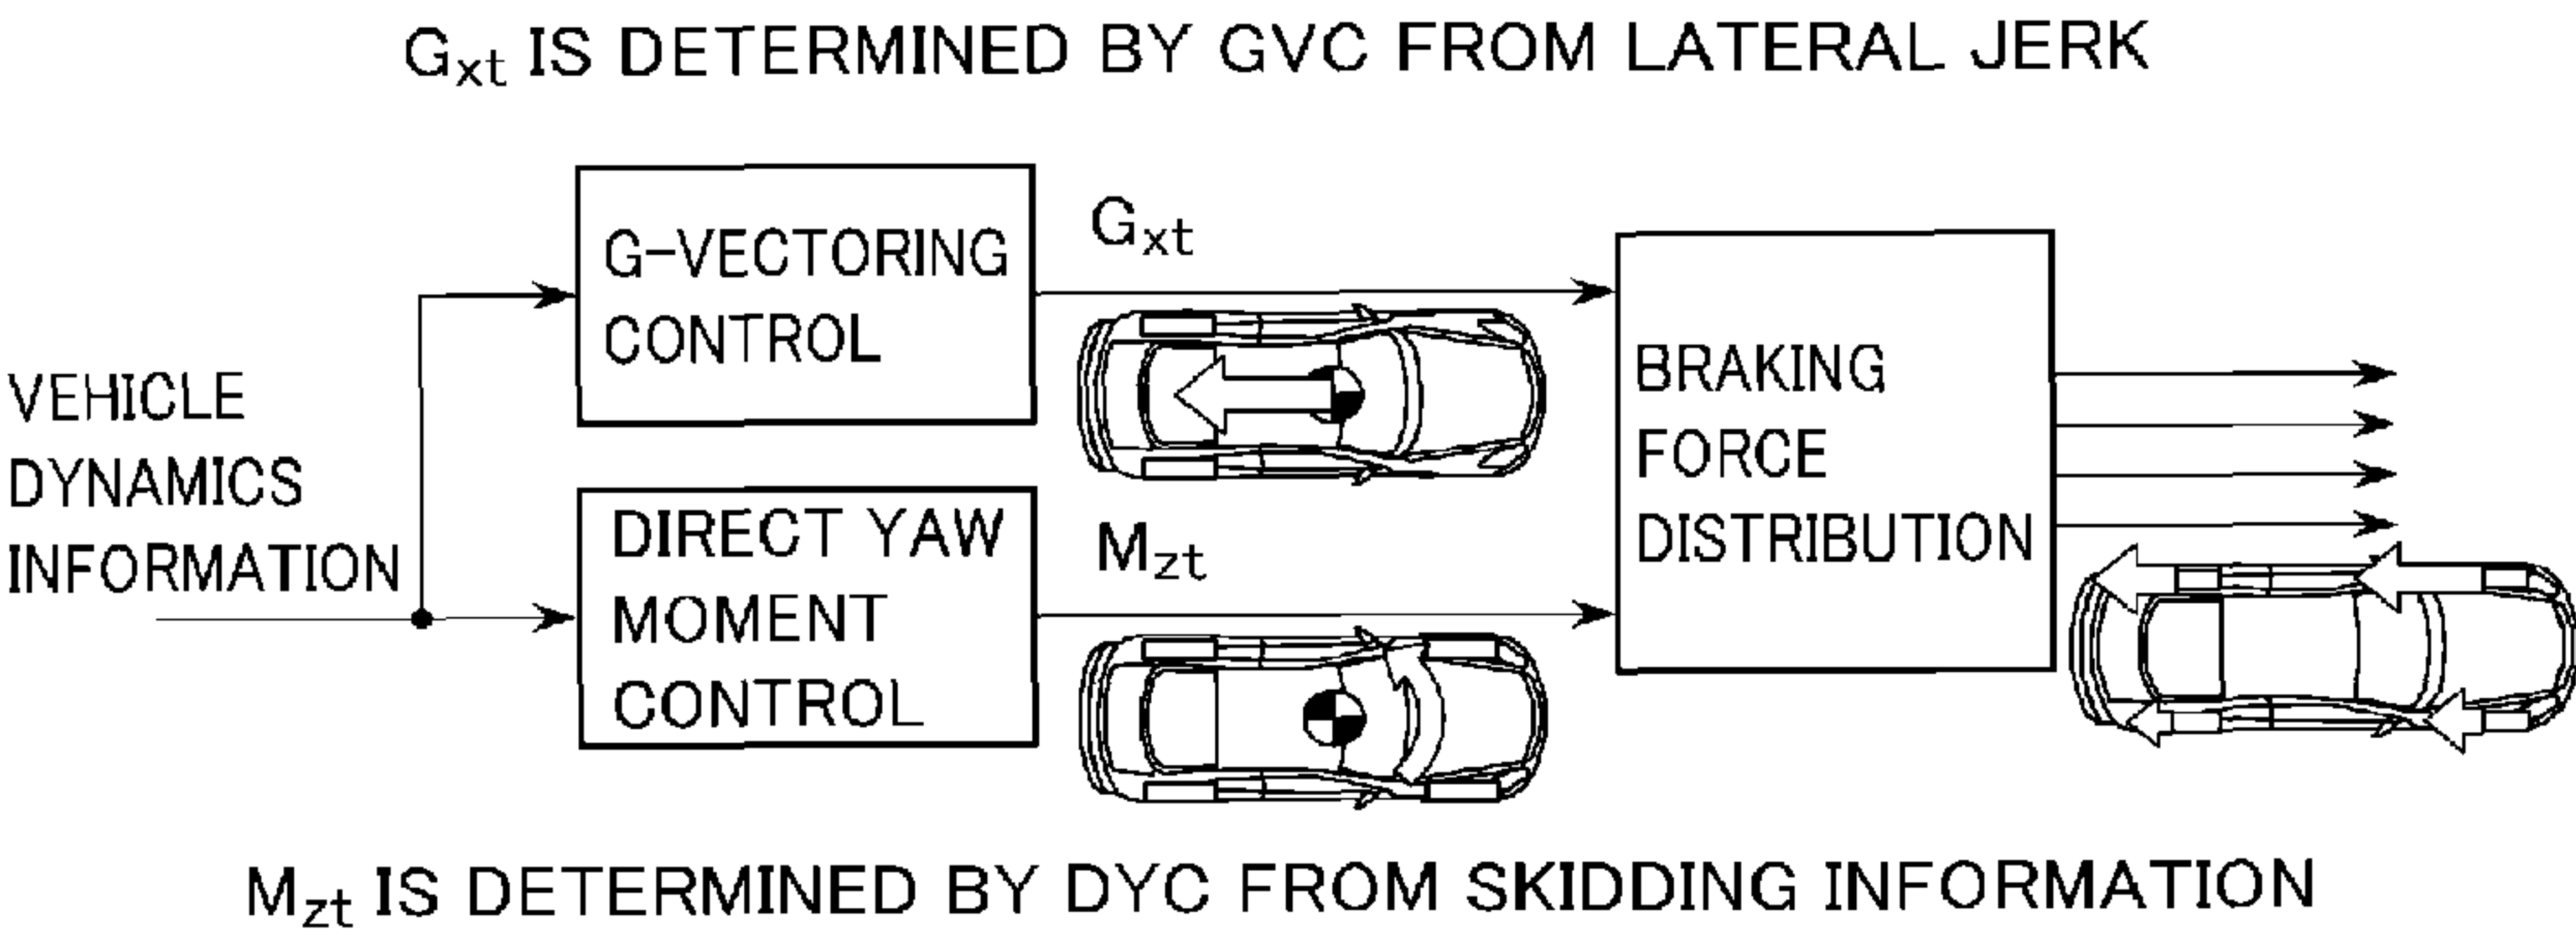 Gxt IS DETERMINED BY GVC FROM LATERAL JERK
VEHICLE
DYNAMICS
INFORMATION
G-VECTORING
CONTROL
Gxt
DIRECT YAW
MOMENT
CONTROL
Mzt
BRAKING
FORCE
DISTRIBUTION
Mzt IS DETERMINED BY DYC FROM SKIDDING INFORMATION